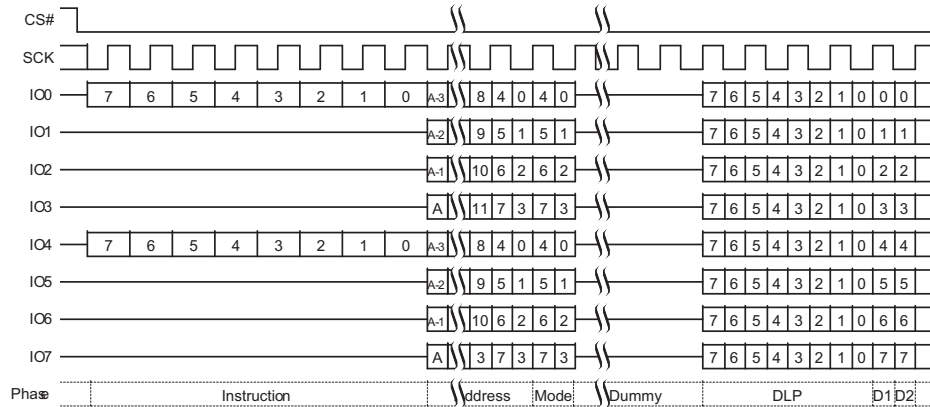 CS#
SCK
IO0 7 6 5 4 3 2 1 0 A-3 8 4 0 4 0 7 6 5 4 3 2 1 0 0 0
IO1 A-2 9 5 1 5 1 7 6 5 4 3 2 1 0 1 1
IO2 A-1 10 6 2 6 2 7 6 5 4 3 2 1 0 2 2
IO3 A 11 7 3 7 3 7 6 5 4 3 2 1 0 3 3
IO4 7 6 5 4 3 2 1 0 A-3 8 4 0 4 0 7 6 5 4 3 2 1 0 4 4
IO5 A-2 9 5 1 5 1 7 6 5 4 3 2 1 0 5 5
IO6 A-1 10 6 2 6 2 7 6 5 4 3 2 1 0 6 6
IO7 A 3 7 3 7 3 7 6 5 4 3 2 1 0 7 7
Phase Instruction ddress Mode Dummy DLP D1 D2